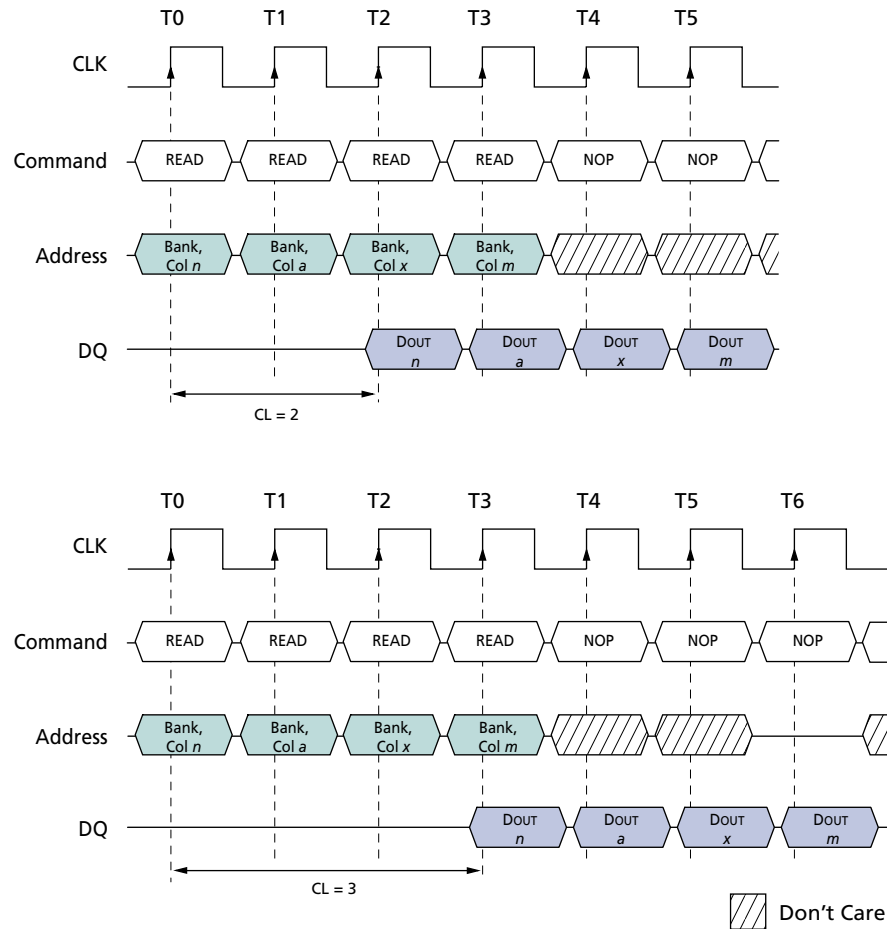 T0 T1 T2 T3 T4 T5
CLK
Command READ READ READ READ NOP NOP
Address Bank, Col n Bank, Col a Bank, Col x Bank, Col m
DQ DOUT n DOUT a DOUT x DOUT m
CL = 2
T0 T1 T2 T3 T4 T5 T6
CLK
Command READ READ READ READ NOP NOP NOP
Address Bank, Col n Bank, Col a Bank, Col x Bank, Col m
DQ DOUT n DOUT a DOUT x DOUT m
CL = 3
Don't Care